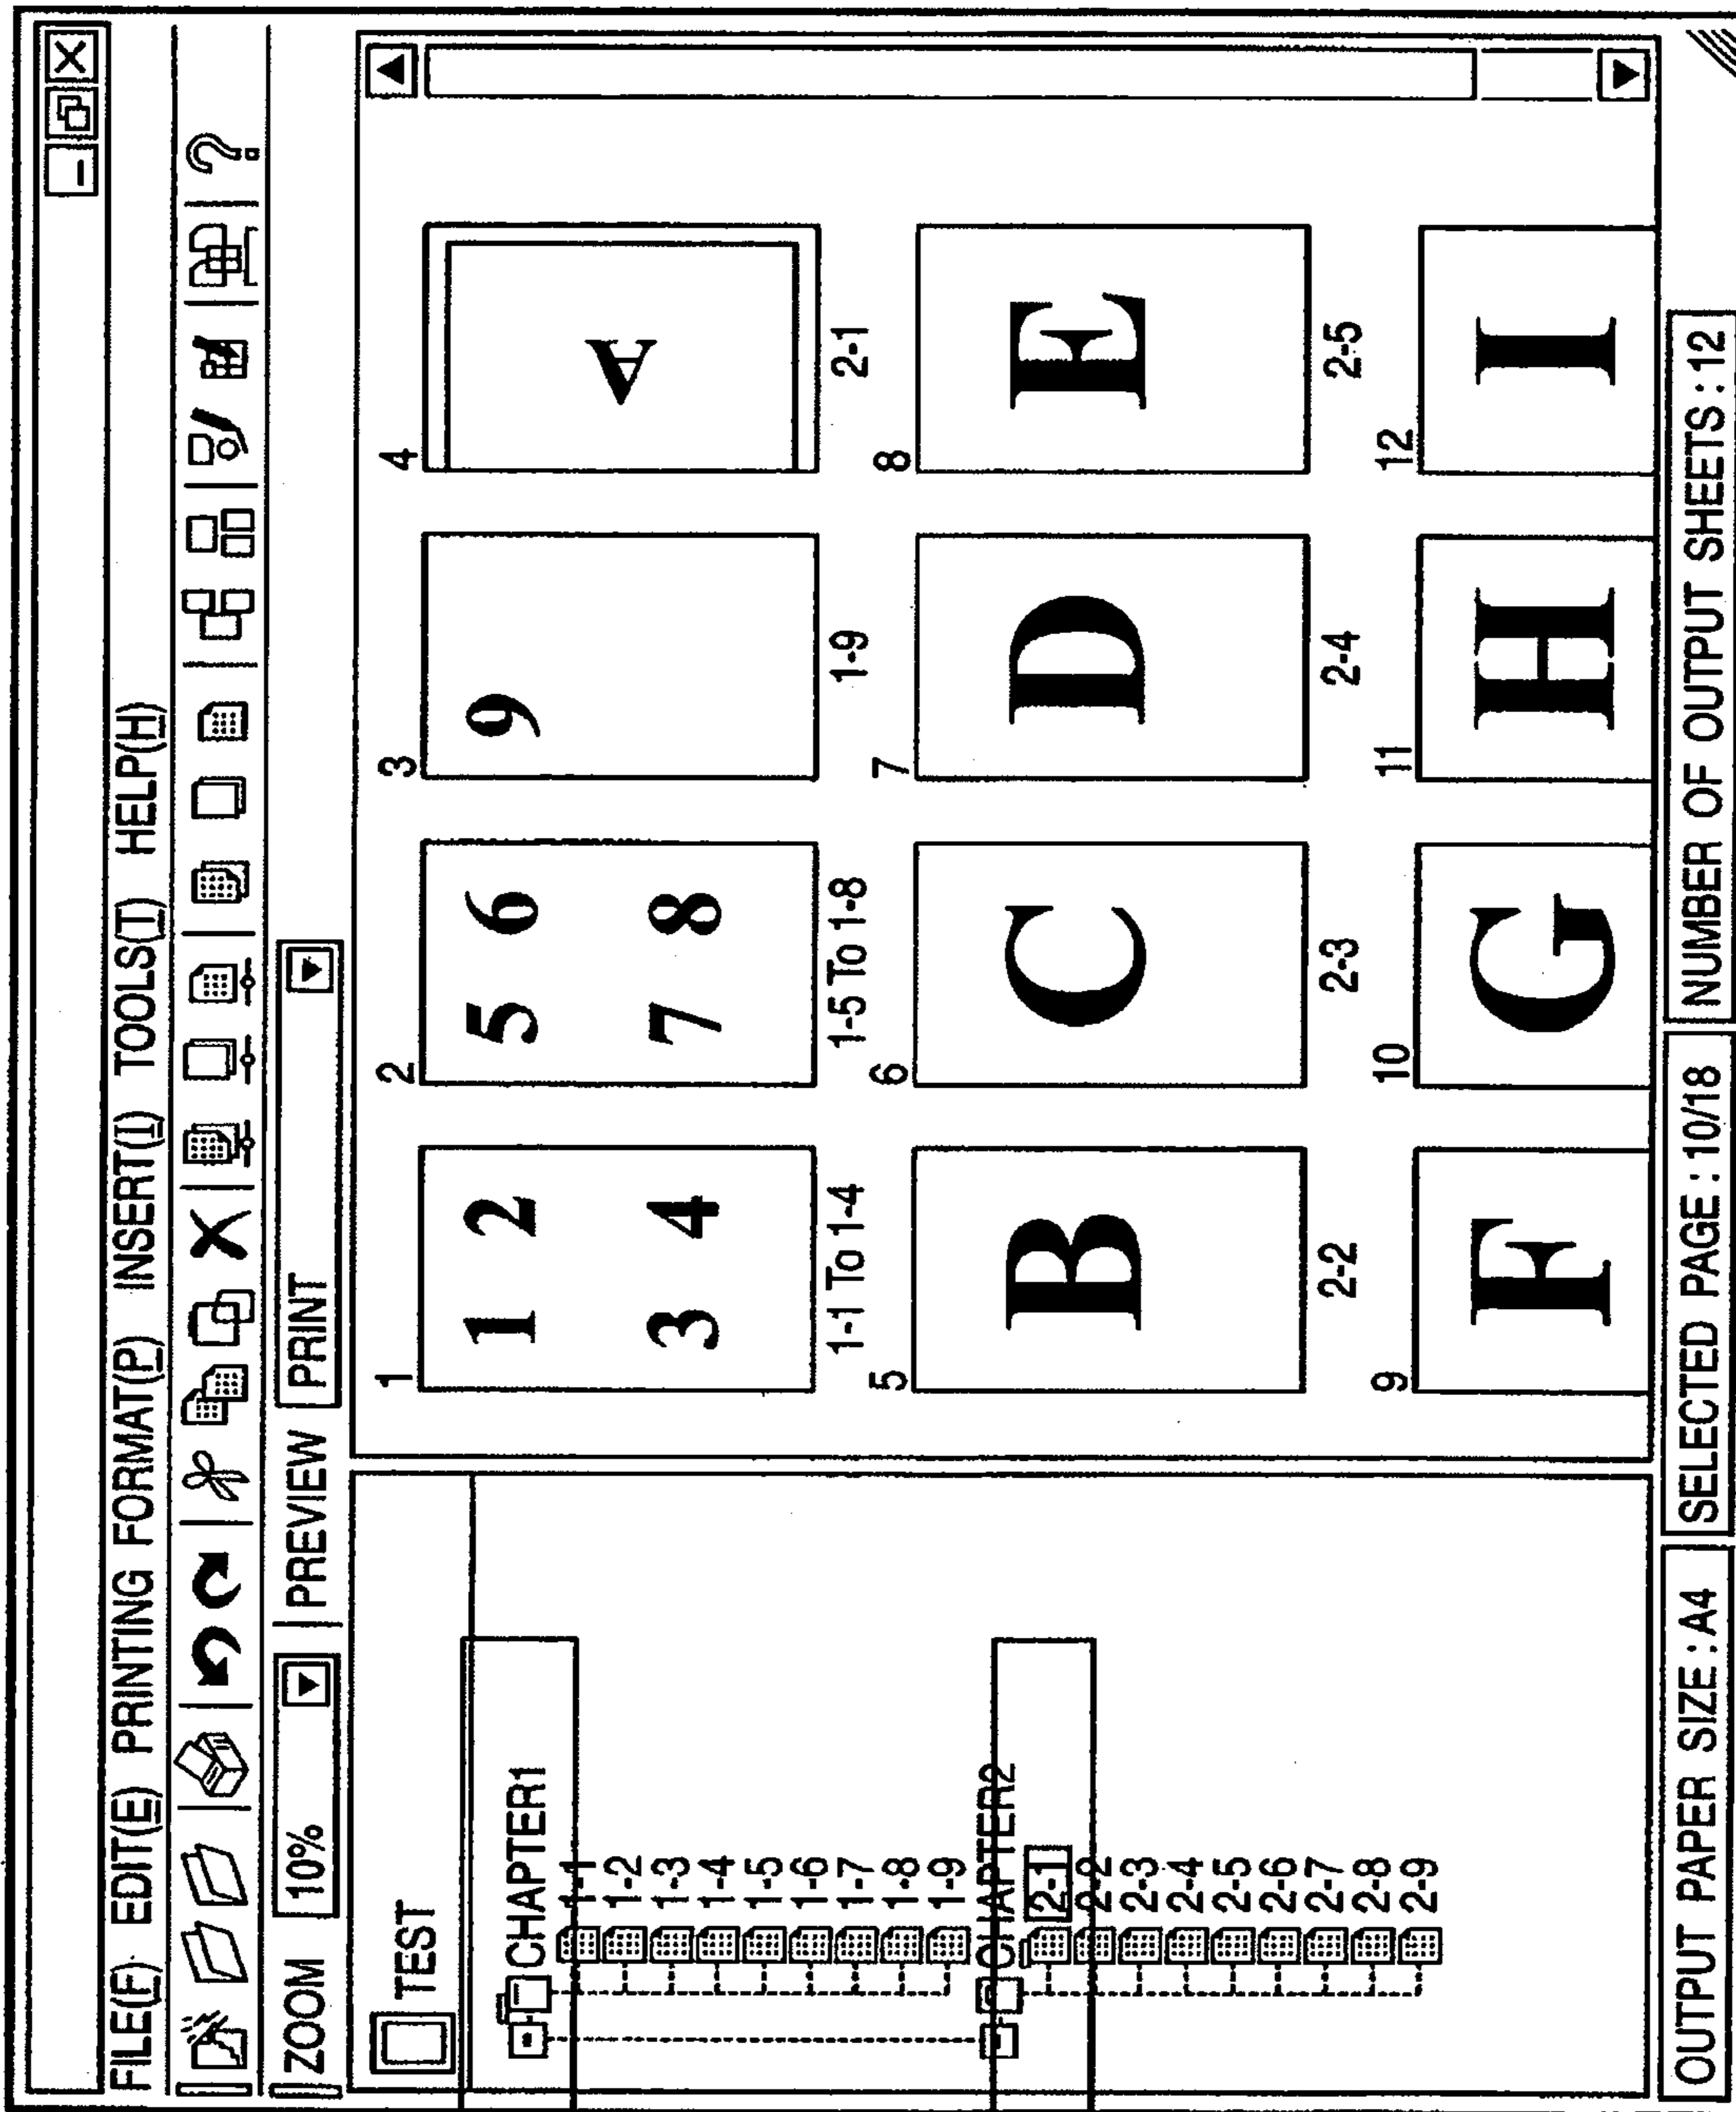 FILE(F) EDIT(E) PRINTING FORMAT(P) INSERT(I) TOOLS(T) HELP(H)
ZOOM 10% PREVIEW PRINT
TEST
CHAPTER1
1-1
1-2
1-3
1-4
1-5
1-6
1-7
1-8
1-9
CHAPTER2
2-1
2-2
2-3
2-4
2-5
2-6
2-7
2-8
2-9
1 2 3 4
1 2 5 6 9 A
3 4 7 8
1-1 To 1-4 1-5 To 1-8 1-9 2-1
5 6 7 8
B C D E
2-2 2-3 2-4 2-5
9 10 11 12
F G H I
OUTPUT PAPER SIZE : A4 SELECTED PAGE : 10/18 NUMBER OF OUTPUT SHEETS : 12